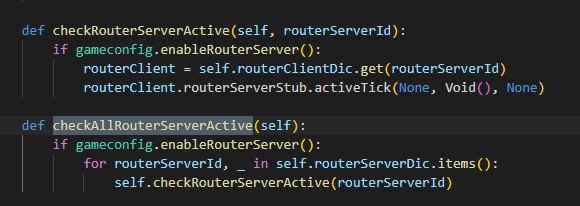 def checkRouterServerActive(self, routerServerId):
    if gameconfig.enableRouterServer():
        routerClient = self.routerClientDic.get(routerServerId)
        routerClient.routerServerStub.activeTick(None, Void(), None)
def checkAllRouterServerActive(self):
    if gameconfig.enableRouterServer():
        for routerServerId, _ in self.routerServerDic.items():
            self.checkRouterServerActive(routerServerId)